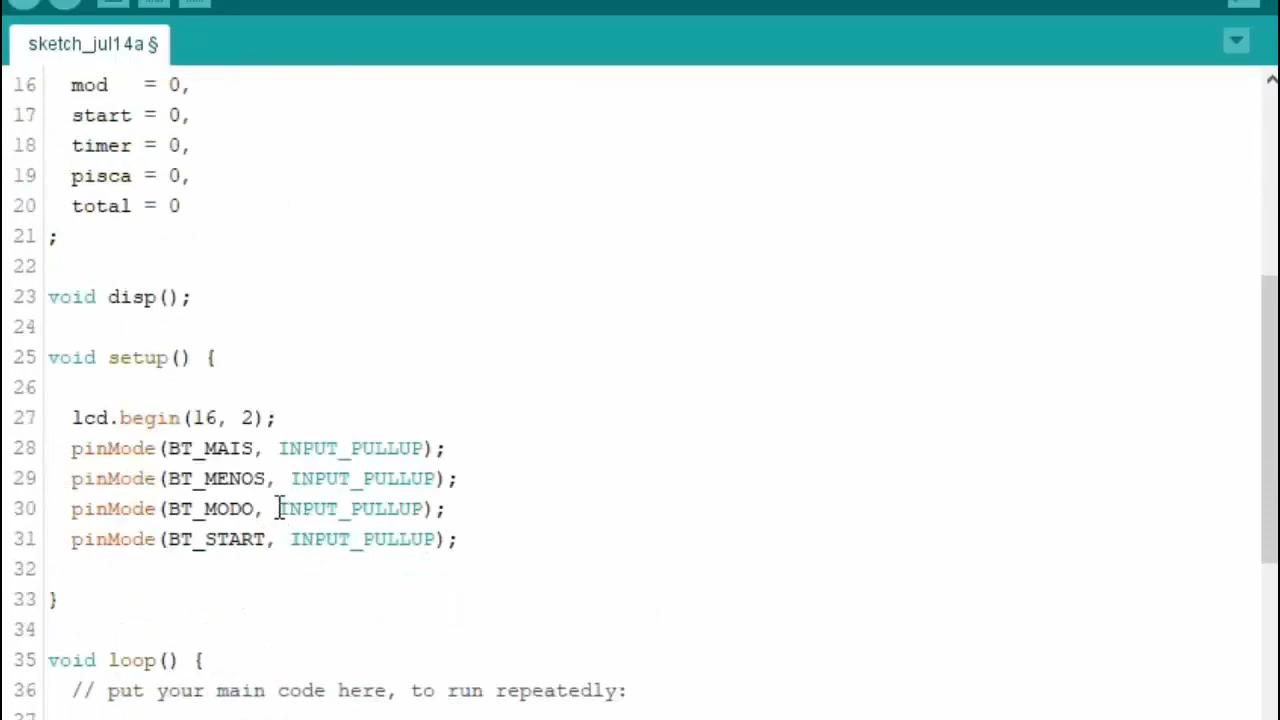 sketch_jul14a §
16 mod   = 0,
17 start = 0,
18 timer = 0,
19 pisca = 0,
20 total = 0
21 ;
22
23 void disp();
24
25 void setup() {
26
27 lcd.begin(16, 2);
28 pinMode(BT_MAIS, INPUT_PULLUP);
29 pinMode(BT_MENOS, INPUT_PULLUP);
30 pinMode(BT_MODO, INPUT_PULLUP);
31 pinMode(BT_START, INPUT_PULLUP);
32
33 }
34
35 void loop() {
36 // put your main code here, to run repeatedly:
37